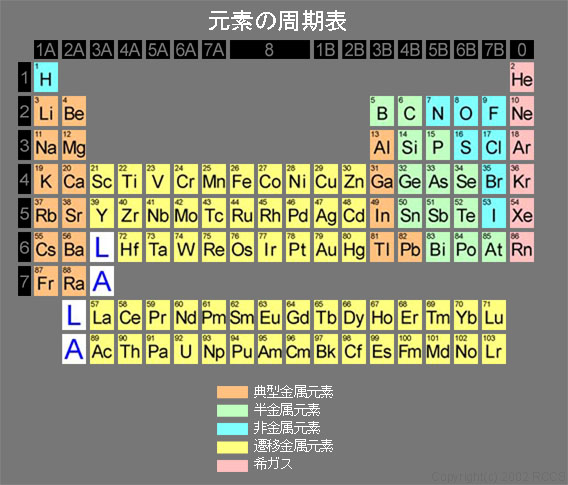 元素の周期表
1A 2A 3A 4A 5A 6A 7A 8 1B 2B 3B 4B 5B 6B 7B 0
1 1 H 2 He
2 3 Li 4 Be 5 B 6 C 7 N 8 O 9 F 10 Ne
3 11 Na 12 Mg 13 Al 14 Si 15 P 16 S 17 Cl 18 Ar
4 19 K 20 Ca 21 Sc 22 Ti 23 V 24 Cr 25 Mn 26 Fe 27 Co 28 Ni 29 Cu 30 Zn 31 Ga 32 Ge 33 As 34 Se 35 Br 36 Kr
5 37 Rb 38 Sr 39 Y 40 Zr 41 Nb 42 Mo 43 Tc 44 Ru 45 Rh 46 Pd 47 Ag 48 Cd 49 In 50 Sn 51 Sb 52 Te 53 I 54 Xe
6 55 Cs 56 Ba L 72 Hf 73 Ta 74 W 75 Re 76 Os 77 Ir 78 Pt 79 Au 80 Hg 81 Tl 82 Pb 83 Bi 84 Po 85 At 86 Rn
7 87 Fr 88 Ra A
L 57 La 58 Ce 59 Pr 60 Nd 61 Pm 62 Sm 63 Eu 64 Gd 65 Tb 66 Dy 67 Ho 68 Er 69 Tm 70 Yb 71 Lu
A 89 Ac 90 Th 91 Pa 92 U 93 Np 94 Pu 95 Am 96 Cm 97 Bk 98 Cf 99 Es 100 Fm 101 Md 102 No 103 Lr
典型金属元素
半金属元素
非金属元素
遷移金属元素
希ガス
Copyright(c) 2002 RCCB